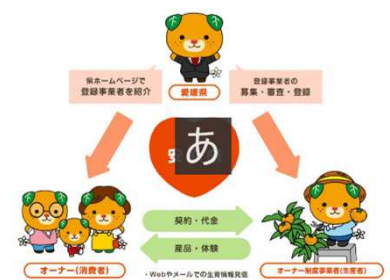 県ホームページで
登録事業者を紹介
登録事業者の
募集・審査・登録
愛媛県
あ
契約・代金
産品・体験
オーナー(消費者)
・Webやメールでの生育情報発信
オーナー制度事業者(生産者)